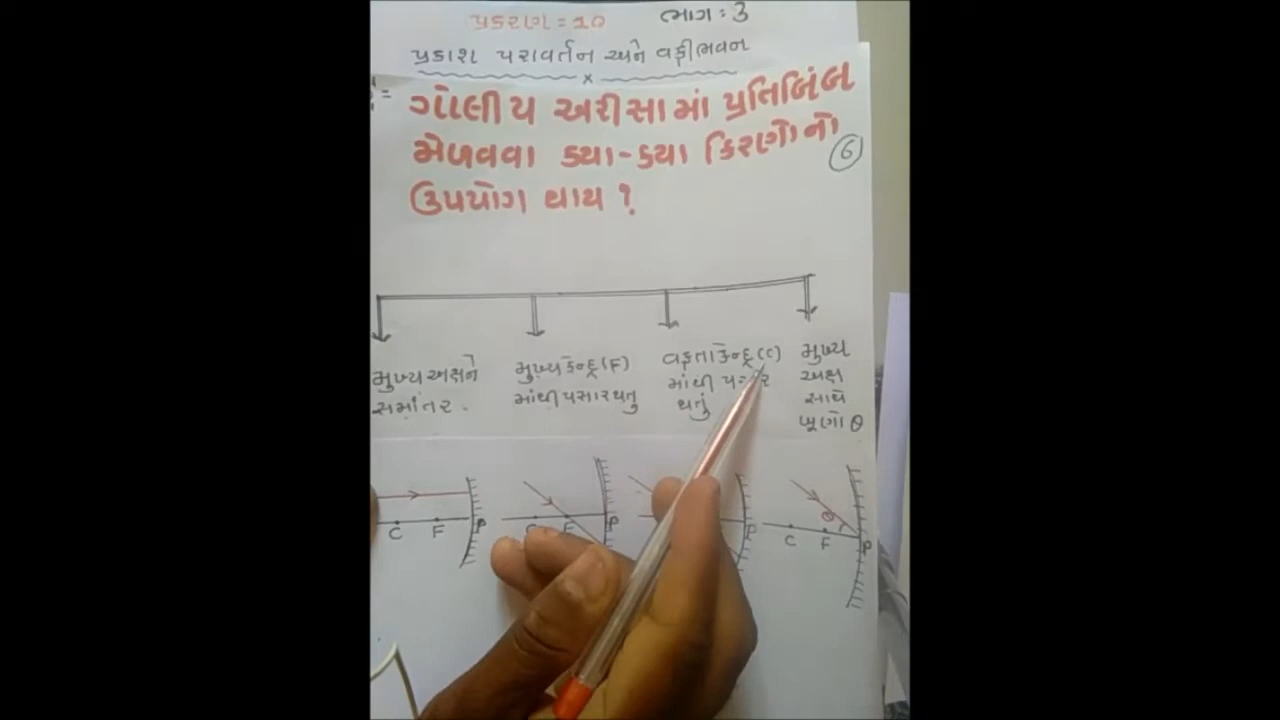 પ્રકરણ = 10 ભાગ : 3
પ્રકાશ પરાવર્તન અને વક્રીભવન
x
ગોલીય અરીસામાં પ્રતિબિંબ
મેળવવા ક્યા-ક્યા કિરણોનો
ઉપયોગ થાય ?
6
મુખ્ય અક્ષને
સમાંતર .
મુખ્યકેન્દ્ર(F)
માંથી પસાર થતુ
વક્રતાકેન્દ્ર(C)
માંથી
થતું
મુખ્ય
અક્ષ
સાથે
ખૂણો θ
C F P
F P
P
θ
C F P